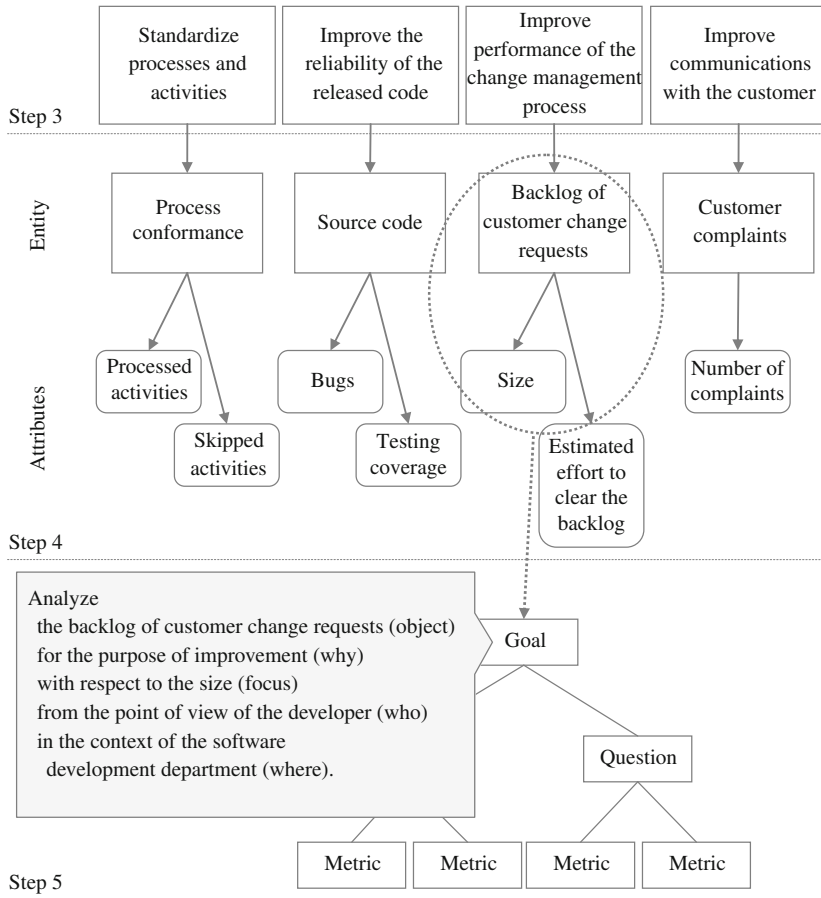 Standardize
processes and
activities
Improve the
reliability of the
released code
Improve
performance of the
change management
process
Improve
communications
with the customer
Step 3
Entity
Process
conformance
Source code
Backlog of
customer change
requests
Customer
complaints
Attributes
Processed
activities
Skipped
activities
Bugs
Testing
coverage
Size
Estimated
effort to
clear the
backlog
Number of
complaints
Step 4
Analyze
the backlog of customer change requests (object)
for the purpose of improvement (why)
with respect to the size (focus)
from the point of view of the developer (who)
in the context of the software
development department (where).
Goal
Question
Metric
Metric
Metric
Metric
Step 5